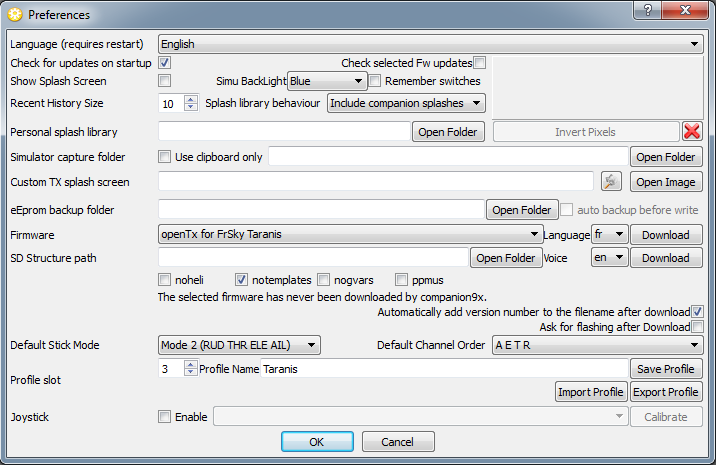 Preferences
Language (requires restart) English
Check for updates on startup Check selected Fw updates
Show Splash Screen Simu BackLight Blue Remember switches
Recent History Size 10 Splash library behaviour Include companion splashes
Personal splash library Open Folder Invert Pixels
Simulator capture folder Use clipboard only Open Folder
Custom TX splash screen Open Image
eEprom backup folder Open Folder auto backup before write
Firmware openTx for FrSky Taranis Language fr Download
SD Structure path Open Folder Voice en Download
noheli notemplates nogvars ppmus
The selected firmware has never been downloaded by companion9x.
Automatically add version number to the filename after download
Ask for flashing after Download
Default Stick Mode Mode 2 (RUD THR ELE AIL) Default Channel Order A E T R
Profile slot 3 Profile Name Taranis Save Profile
Import Profile Export Profile
Joystick Enable Calibrate
OK Cancel